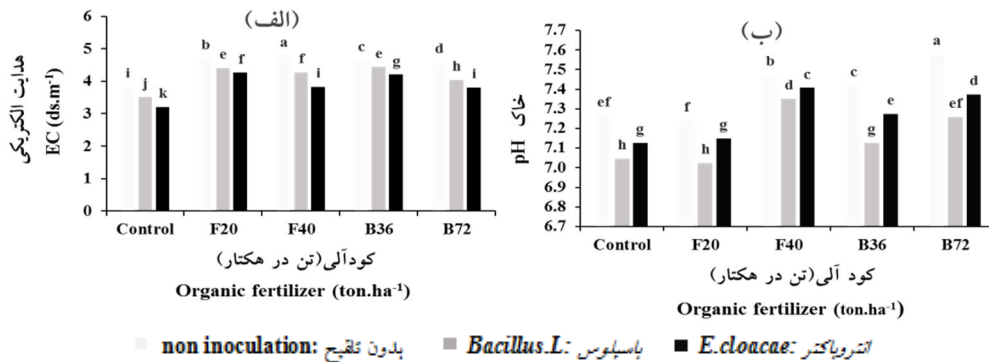 (الف)
هدایت الکتریکی
EC (ds.m-1)
6
5
4
3
2
1
0
i j k
b e f
a f i
c e g
d h i
Control F20 F40 B36 B72
کودآلی(تن در هکتار)
Organic fertilizer (ton.ha-1)
(ب)
pH خاک
7.7
7.6
7.5
7.4
7.3
7.2
7.1
7.0
6.9
6.8
6.7
ef h g
f h g
b d c
c g e
a ef d
Control F20 F40 B36 B72
کود آلی (تن در هکتار)
Organic fertilizer (ton.ha-1)
non inoculation: بدون تلقیح Bacillus.L: باسیلوس E.cloacae: انتروباکتر